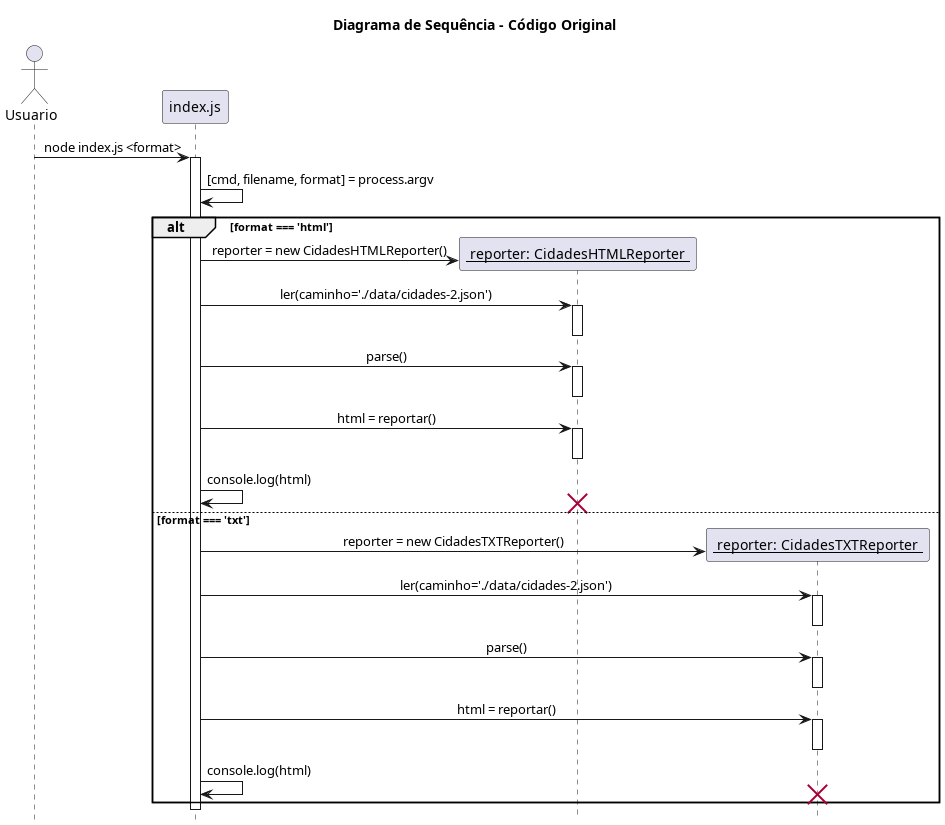 Diagrama de Sequência - Código Original
Usuario
index.js
node index.js <format>
[cmd, filename, format] = process.argv
alt
[format === 'html']
reporter = new CidadesHTMLReporter()
reporter: CidadesHTMLReporter
ler(caminho='./data/cidades-2.json')
parse()
html = reportar()
console.log(html)
[format === 'txt']
reporter = new CidadesTXTReporter()
reporter: CidadesTXTReporter
ler(caminho='./data/cidades-2.json')
parse()
html = reportar()
console.log(html)